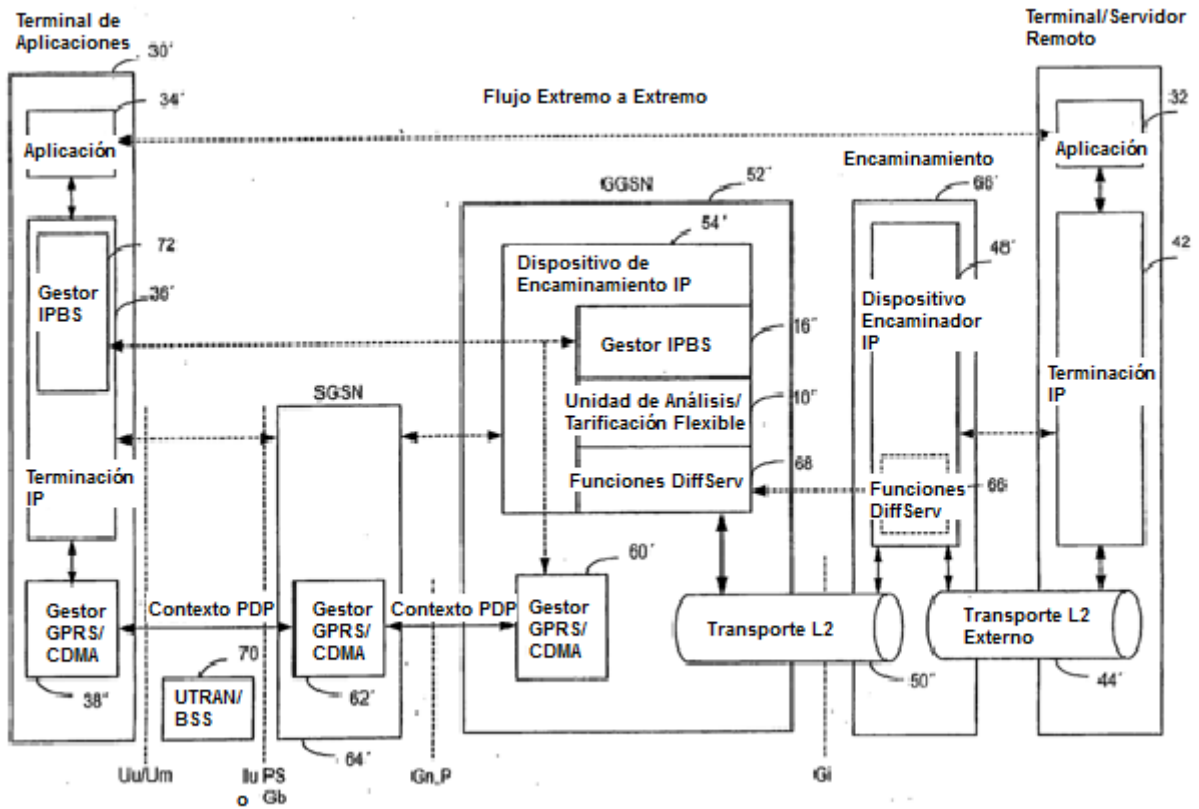 Terminal de
Aplicaciones
30'
34'
Aplicación
72
36'
Gestor
IPBS
Terminación
IP
Gestor
GPRS/
CDMA
38"
Flujo Extremo a Extremo
Contexto PDP
70
UTRAN/
BSS
SGSN
Gestor
GPRS/
CDMA
62'
64'
Contexto PDP
GGSN
52"
54"
Dispositivo de
Encaminamiento IP
Gestor IPBS
16"
Unidad de Análisis/
Tarificación Flexible
10"
Funciones DiffServ
68
60'
Gestor
GPRS/
CDMA
Transporte L2
50"
Encaminamiento
66'
48'
Dispositivo
Encaminador
IP
Funciones
DiffServ
66
Terminal/Servidor
Remoto
32
Aplicación
42
Terminación
IP
Transporte L2
Externo
44'
Uu/Um
Iu PS
o Gb
Gn,P
Gi